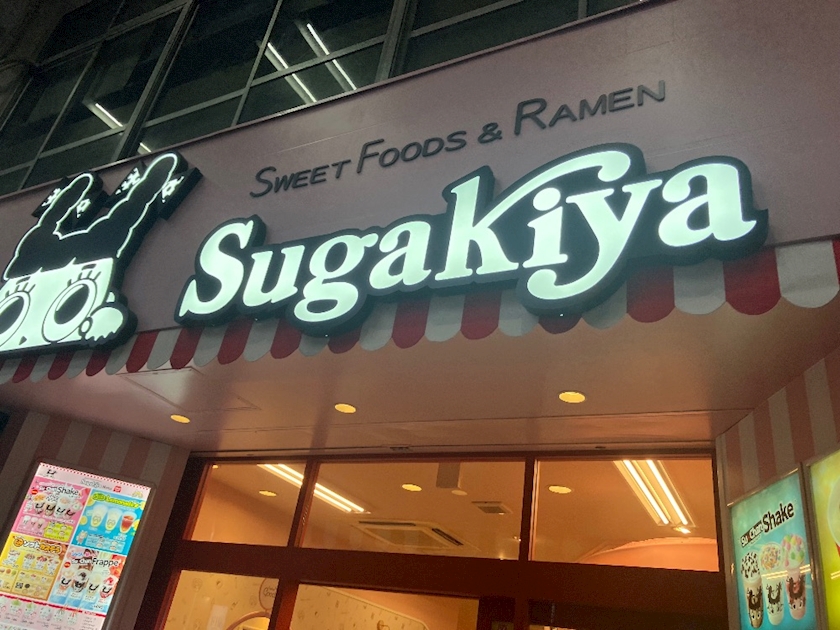 SWEET FOODS & RAMEN
Sugakiya
Shake
Frappe
Shake